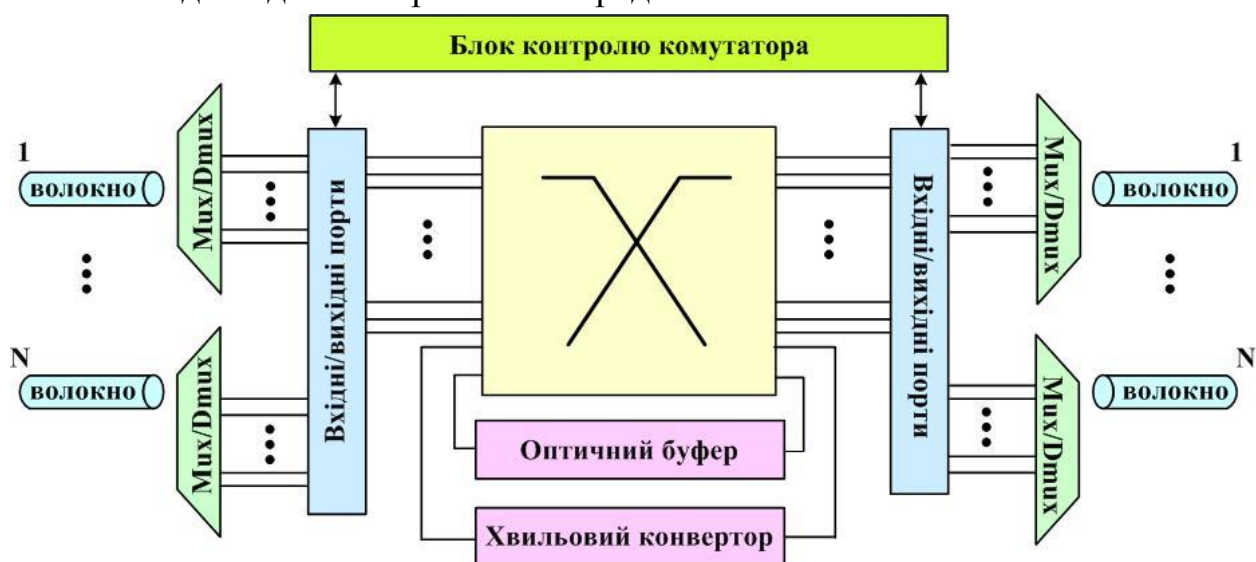 Блок контролю комутатора
1
волокно
N
волокно
Mux/Dmux
Mux/Dmux
Вхідні/вихідні порти
Оптичний буфер
Хвильовий конвертор
Вхідні/вихідні порти
Mux/Dmux
Mux/Dmux
1
волокно
N
волокно